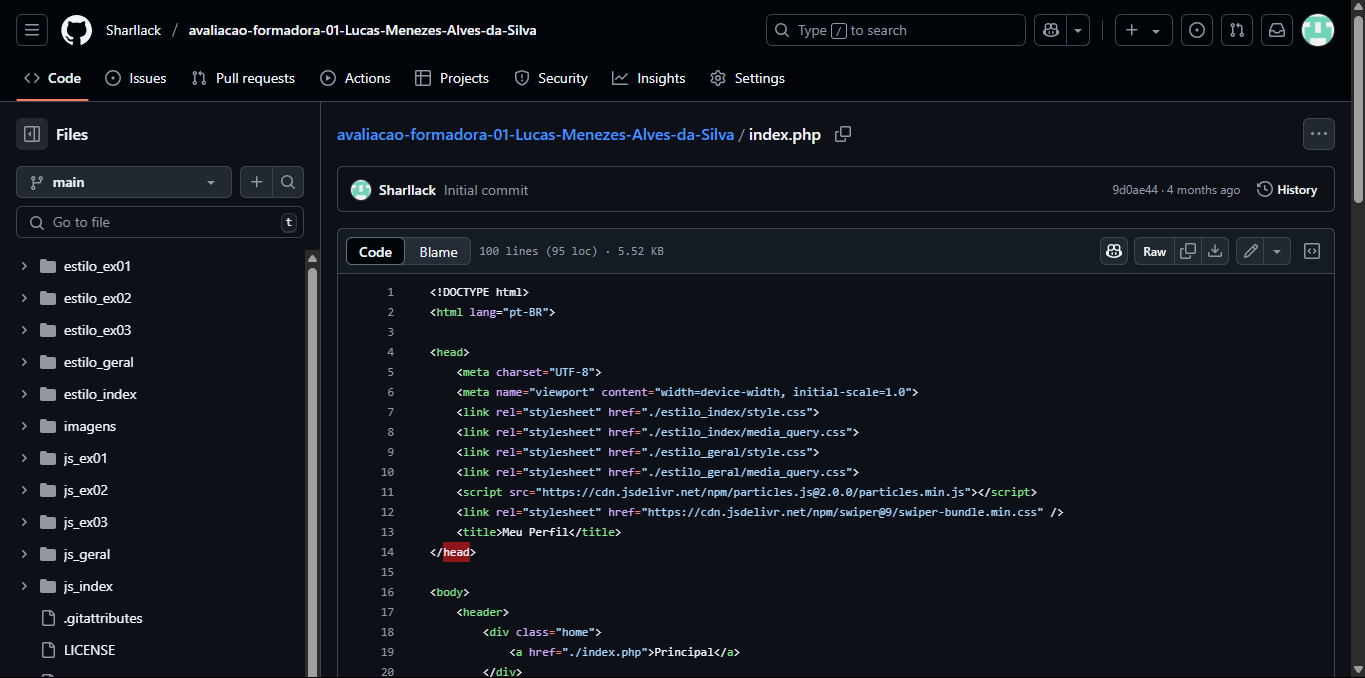 Sharllack / avaliacao-formadora-01-Lucas-Menezes-Alves-da-Silva
Type / to search
Code Issues Pull requests Actions Projects Security Insights Settings
Files
main
Go to file t
estilo_ex01
estilo_ex02
estilo_ex03
estilo_geral
estilo_index
imagens
js_ex01
js_ex02
js_ex03
js_geral
js_index
.gitattributes
LICENSE
avaliacao-formadora-01-Lucas-Menezes-Alves-da-Silva / index.php
Sharllack Initial commit 9d0ae44 · 4 months ago History
Code Blame 100 lines (95 loc) · 5.52 KB Raw
1 <!DOCTYPE html>
2 <html lang="pt-BR">
3
4 <head>
5 <meta charset="UTF-8">
6 <meta name="viewport" content="width=device-width, initial-scale=1.0">
7 <link rel="stylesheet" href="./estilo_index/style.css">
8 <link rel="stylesheet" href="./estilo_index/media_query.css">
9 <link rel="stylesheet" href="./estilo_geral/style.css">
10 <link rel="stylesheet" href="./estilo_geral/media_query.css">
11 <script src="https://cdn.jsdelivr.net/npm/particles.js@2.0.0/particles.min.js"></script>
12 <link rel="stylesheet" href="https://cdn.jsdelivr.net/npm/swiper@9/swiper-bundle.min.css" />
13 <title>Meu Perfil</title>
14 </head>
15
16 <body>
17 <header>
18 <div class="home">
19 <a href="./index.php">Principal</a>
20 </div>